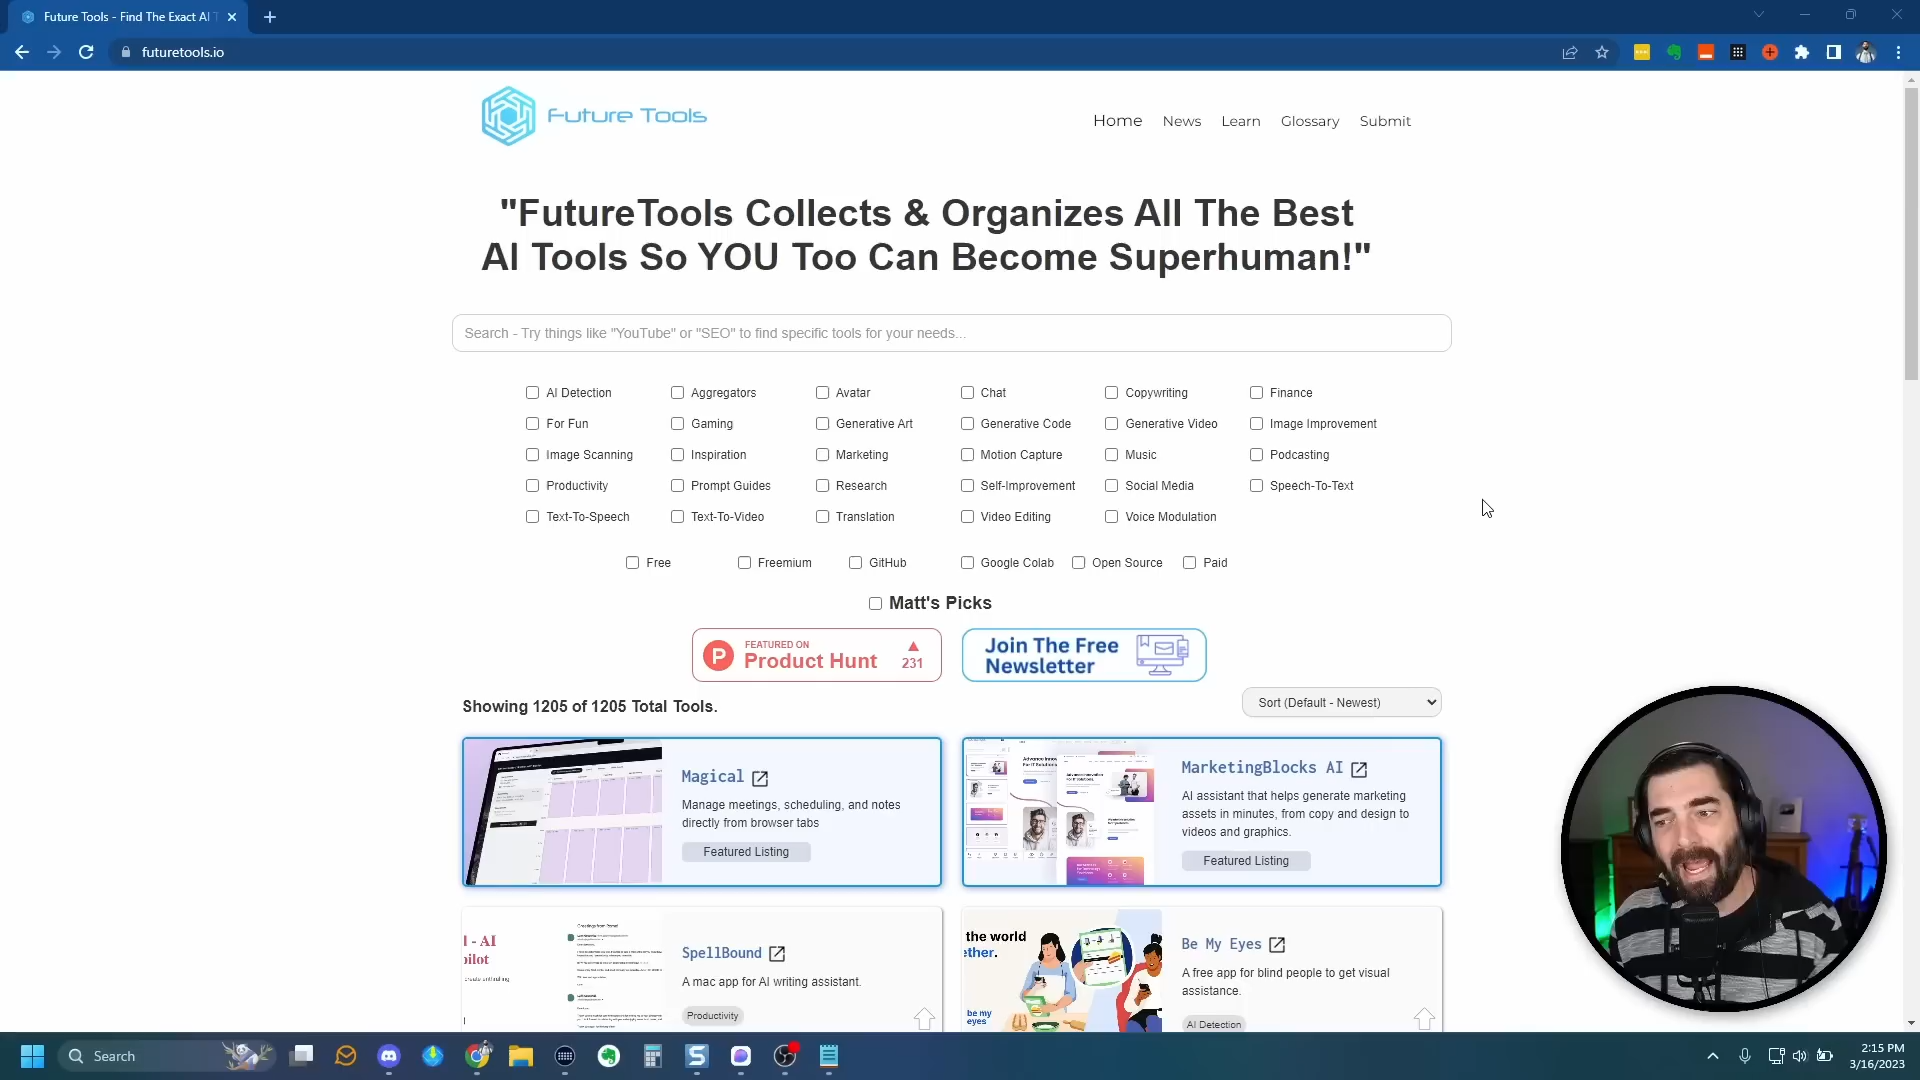 Future Tools - Find The Exact AI T
futuretools.io
Future Tools
Home
News
Learn
Glossary
Submit
"FutureTools Collects & Organizes All The Best
AI Tools So YOU Too Can Become Superhuman!"
Search - Try things like "YouTube" or "SEO" to find specific tools for your needs...
AI Detection
Aggregators
Avatar
Chat
Copywriting
Finance
For Fun
Gaming
Generative Art
Generative Code
Generative Video
Image Improvement
Image Scanning
Inspiration
Marketing
Motion Capture
Music
Podcasting
Productivity
Prompt Guides
Research
Self-Improvement
Social Media
Speech-To-Text
Text-To-Speech
Text-To-Video
Translation
Video Editing
Voice Modulation
Free
Freemium
GitHub
Google Colab
Open Source
Paid
Matt's Picks
P
FEATURED ON
Product Hunt
231
Join The Free
Newsletter
Showing 1205 of 1205 Total Tools.
Sort (Default - Newest)
Magical
Manage meetings, scheduling, and notes
directly from browser tabs
Featured Listing
MarketingBlocks AI
AI assistant that helps generate marketing
assets in minutes, from copy and design to
videos and graphics.
Featured Listing
l - AI
pilot
SpellBound
A mac app for AI writing assistant.
Productivity
the world
ether.
be my
eyes
Be My Eyes
A free app for blind people to get visual
assistance.
AI Detection
Search
2:15 PM
3/16/2023